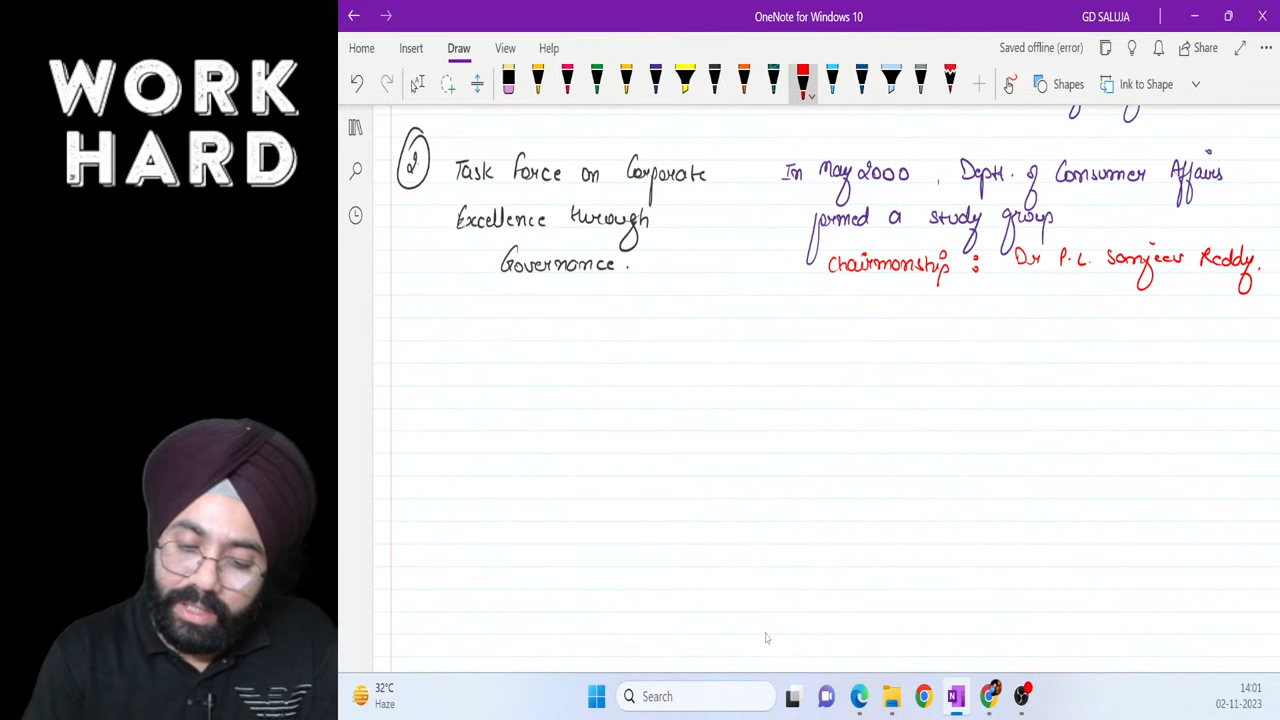 WORK
HARD
OneNote for Windows 10
GD SALUJA
Home
Insert
Draw
View
Help
Saved offline (error)
Share
Shapes
Ink to Shape
2. Task Force on Corporate
Excellence through
Governance.
In May 2000, Deptt. of Consumer Affairs
formed a study group
Chairmanship : Dr P.L. Sanjeev Reddy.
32°C
Haze
Search
14:01
02-11-2023